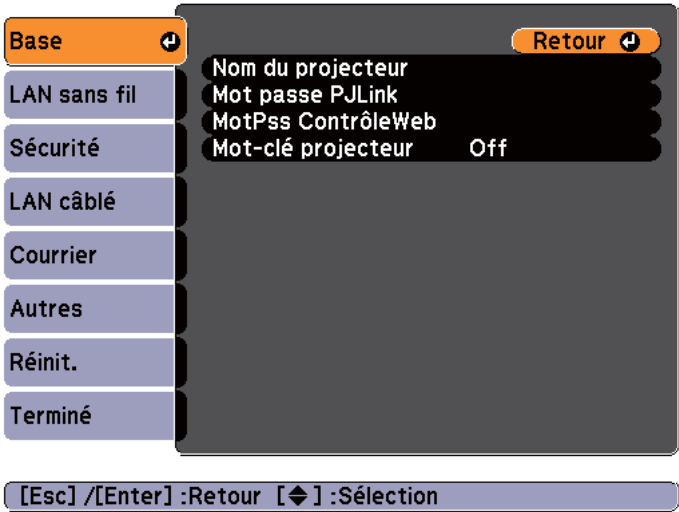 Base
Retour
Nom du projecteur
LAN sans fil
Mot passe PJLink
MotPss ContrôleWeb
Sécurité
Mot-clé projecteur Off
LAN câblé
Courrier
Autres
Réinit.
Terminé
[Esc] /[Enter] :Retour [◆] :Sélection